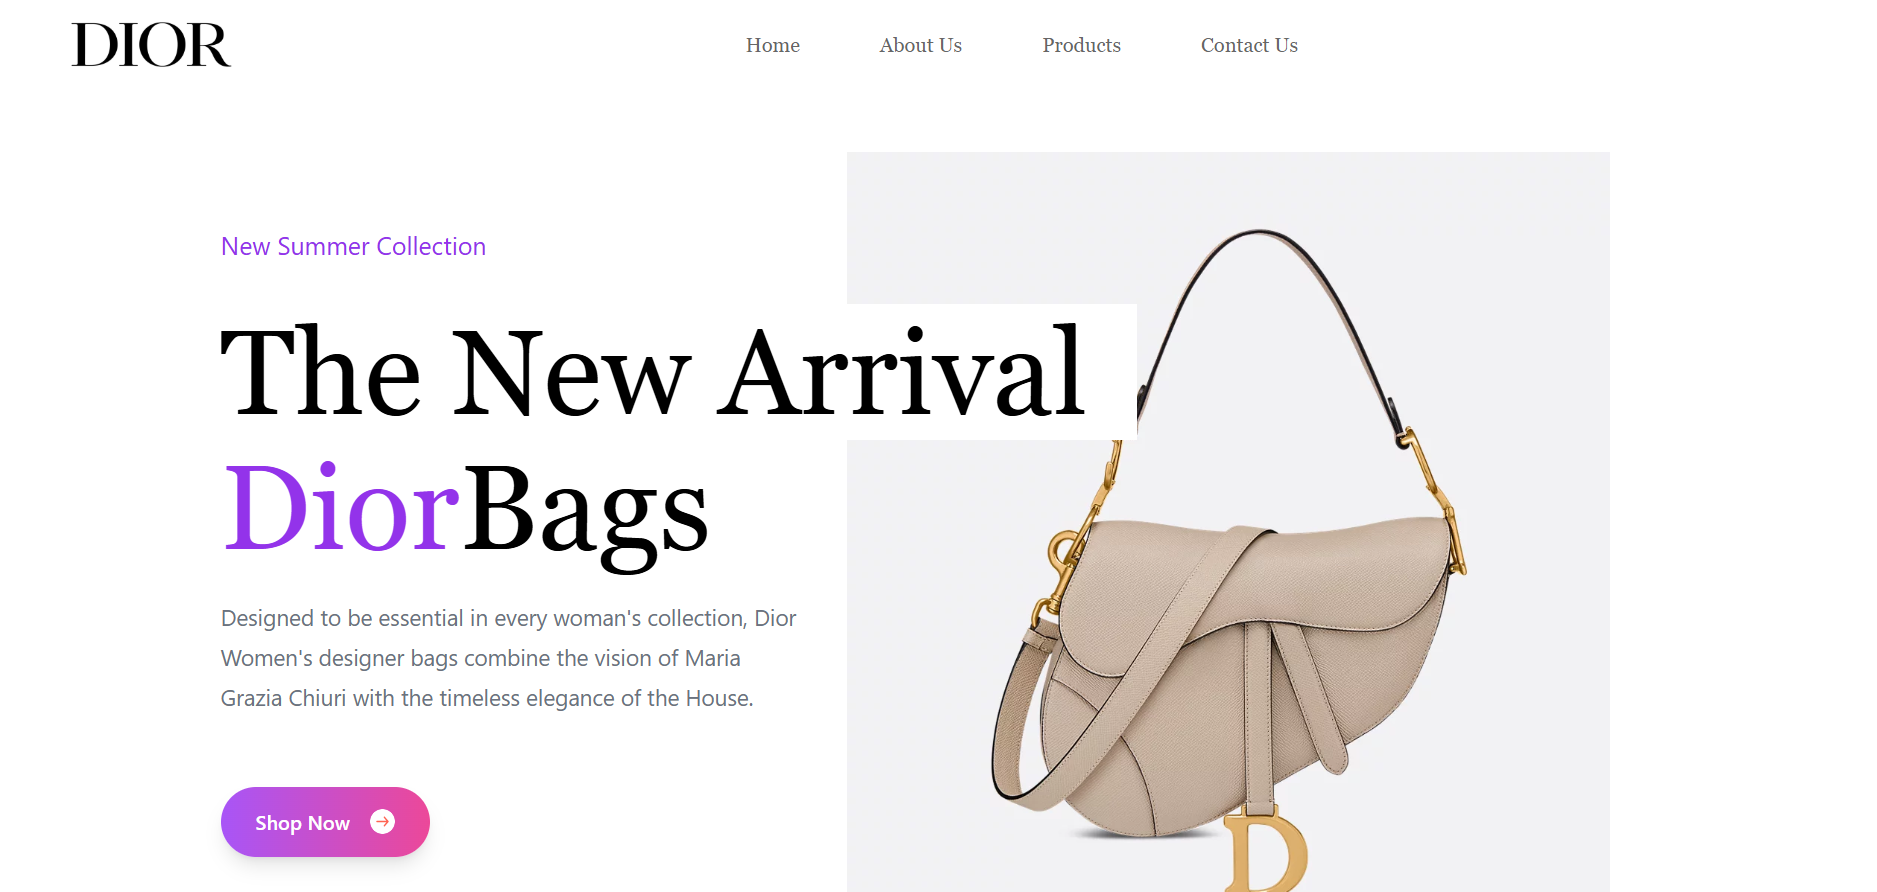 DIOR
Home About Us Products Contact Us
New Summer Collection
The New Arrival
DiorBags
Designed to be essential in every woman's collection, Dior
Women's designer bags combine the vision of Maria
Grazia Chiuri with the timeless elegance of the House.
Shop Now
D